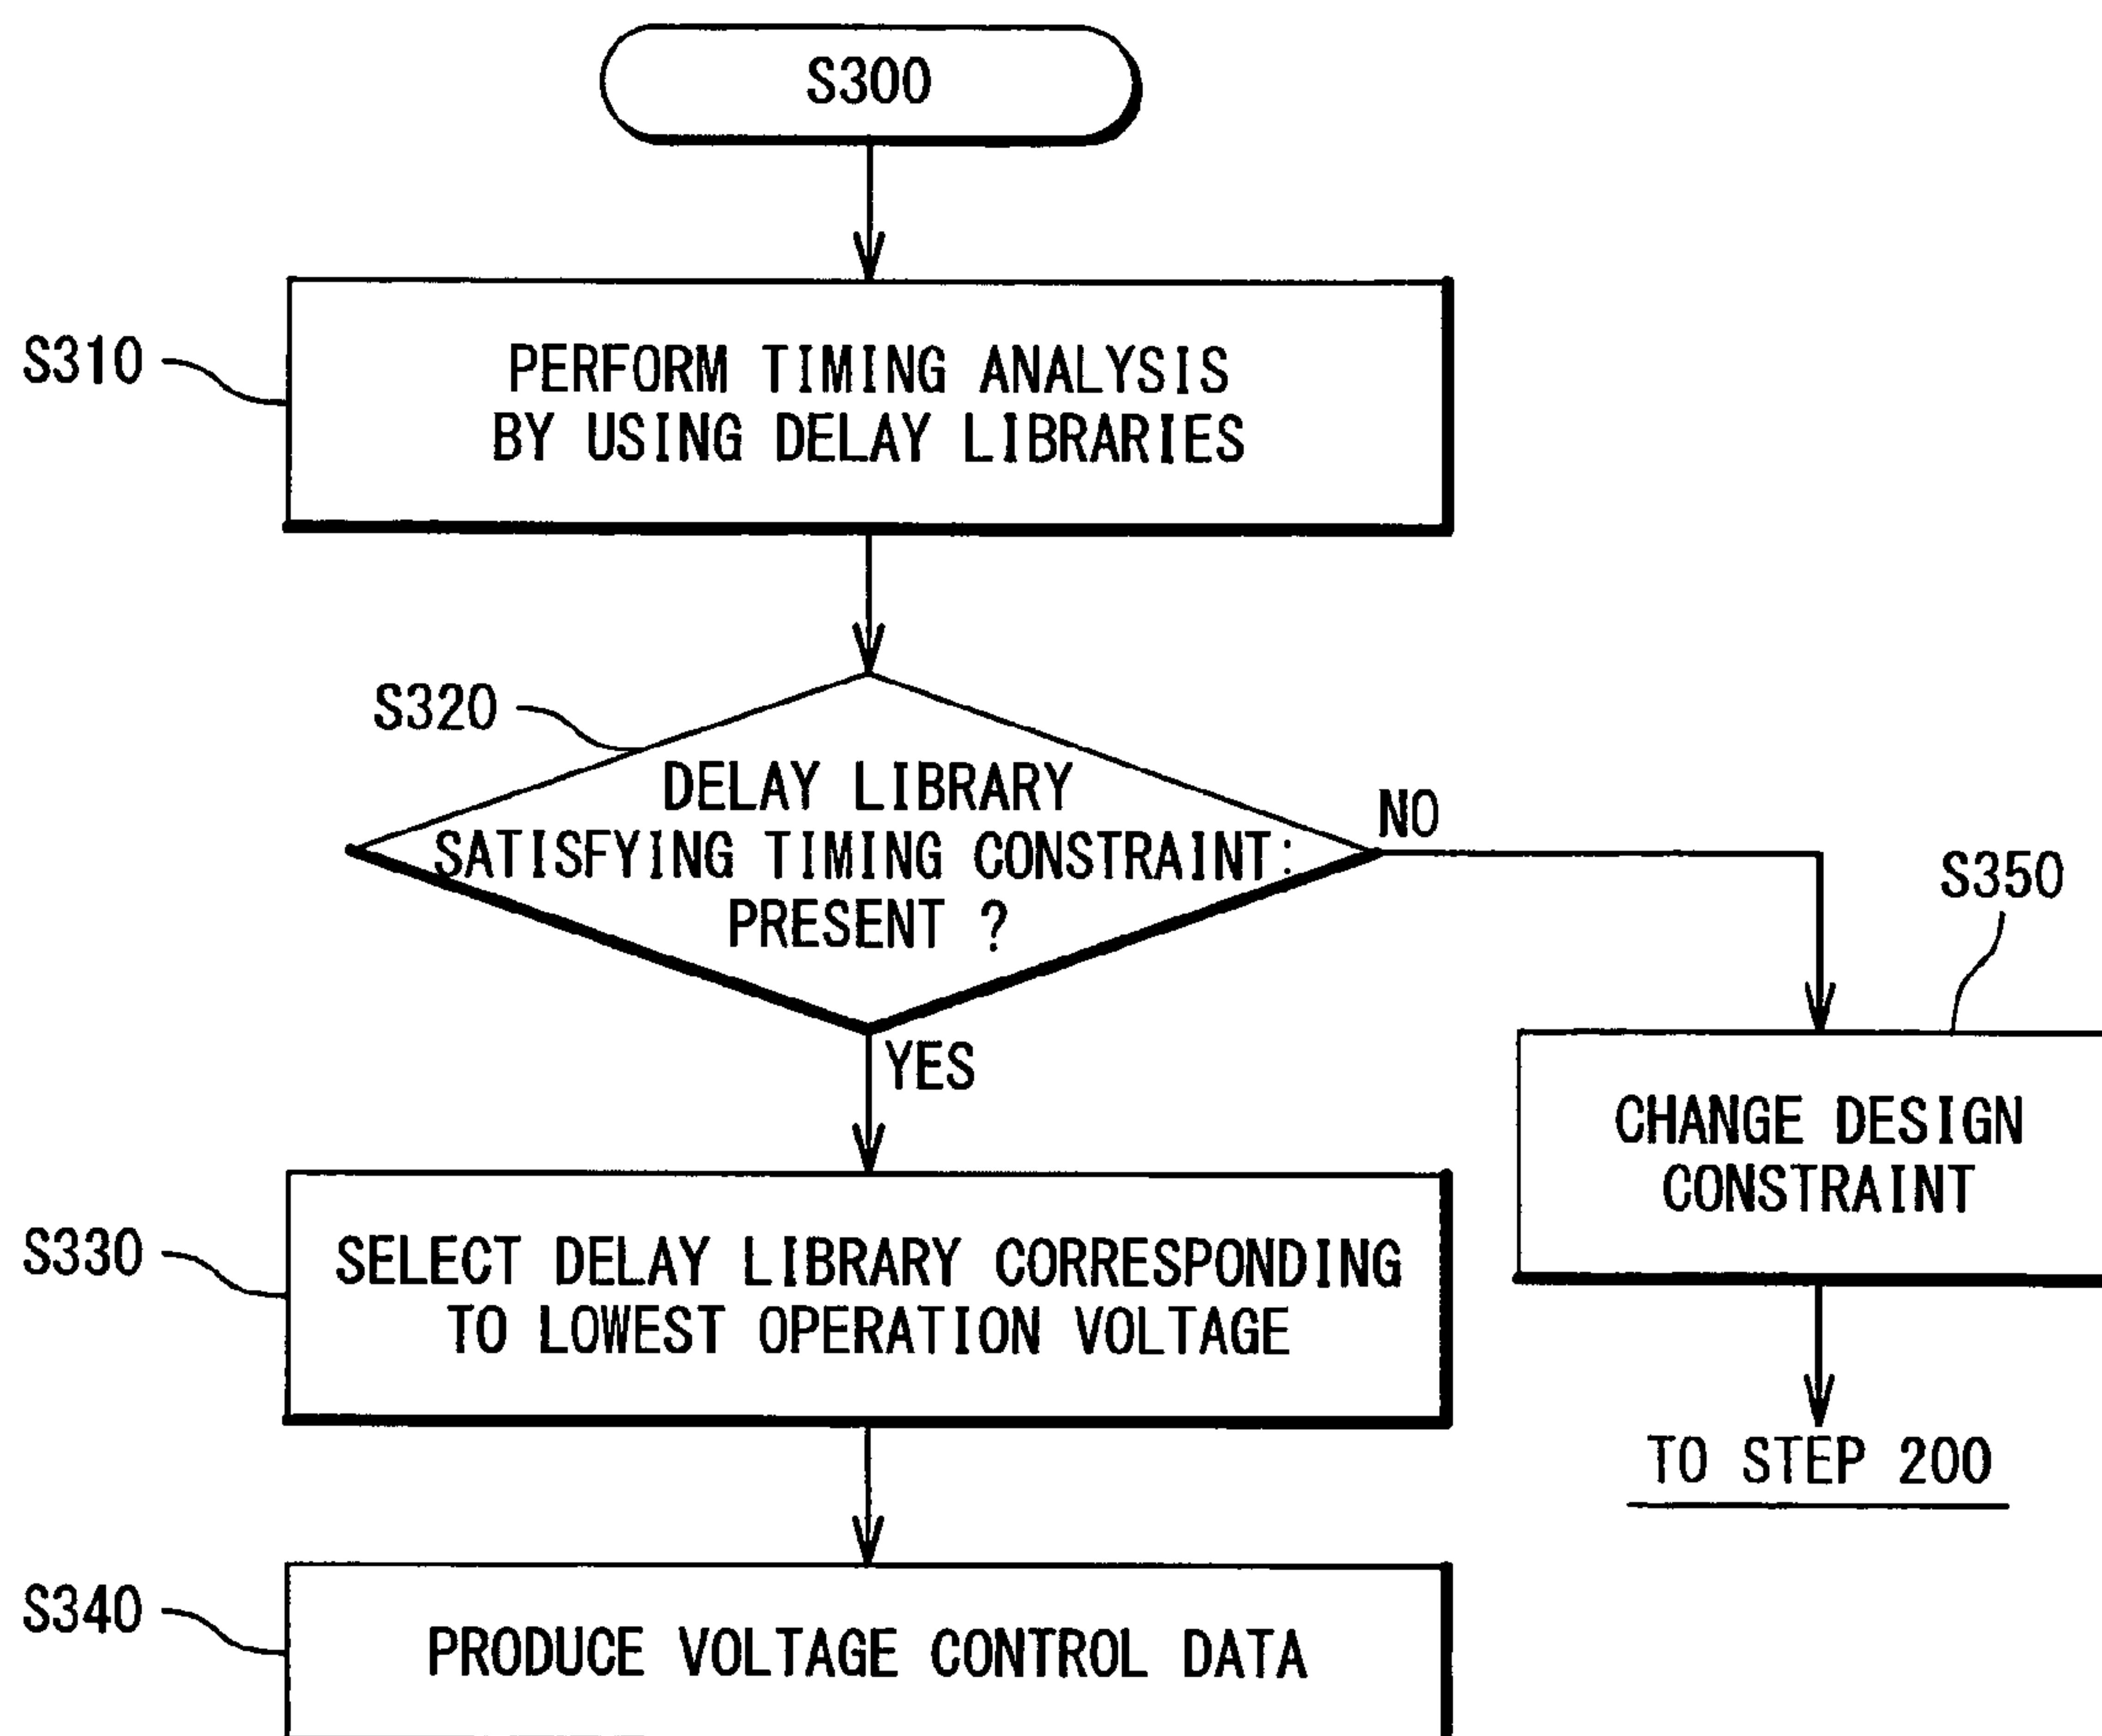 S300
S310
PERFORM TIMING ANALYSIS
BY USING DELAY LIBRARIES
S320
DELAY LIBRARY
SATISFYING TIMING CONSTRAINT:
PRESENT ?
NO
S350
YES
CHANGE DESIGN
CONSTRAINT
S330
SELECT DELAY LIBRARY CORRESPONDING
TO LOWEST OPERATION VOLTAGE
TO STEP 200
S340
PRODUCE VOLTAGE CONTROL DATA